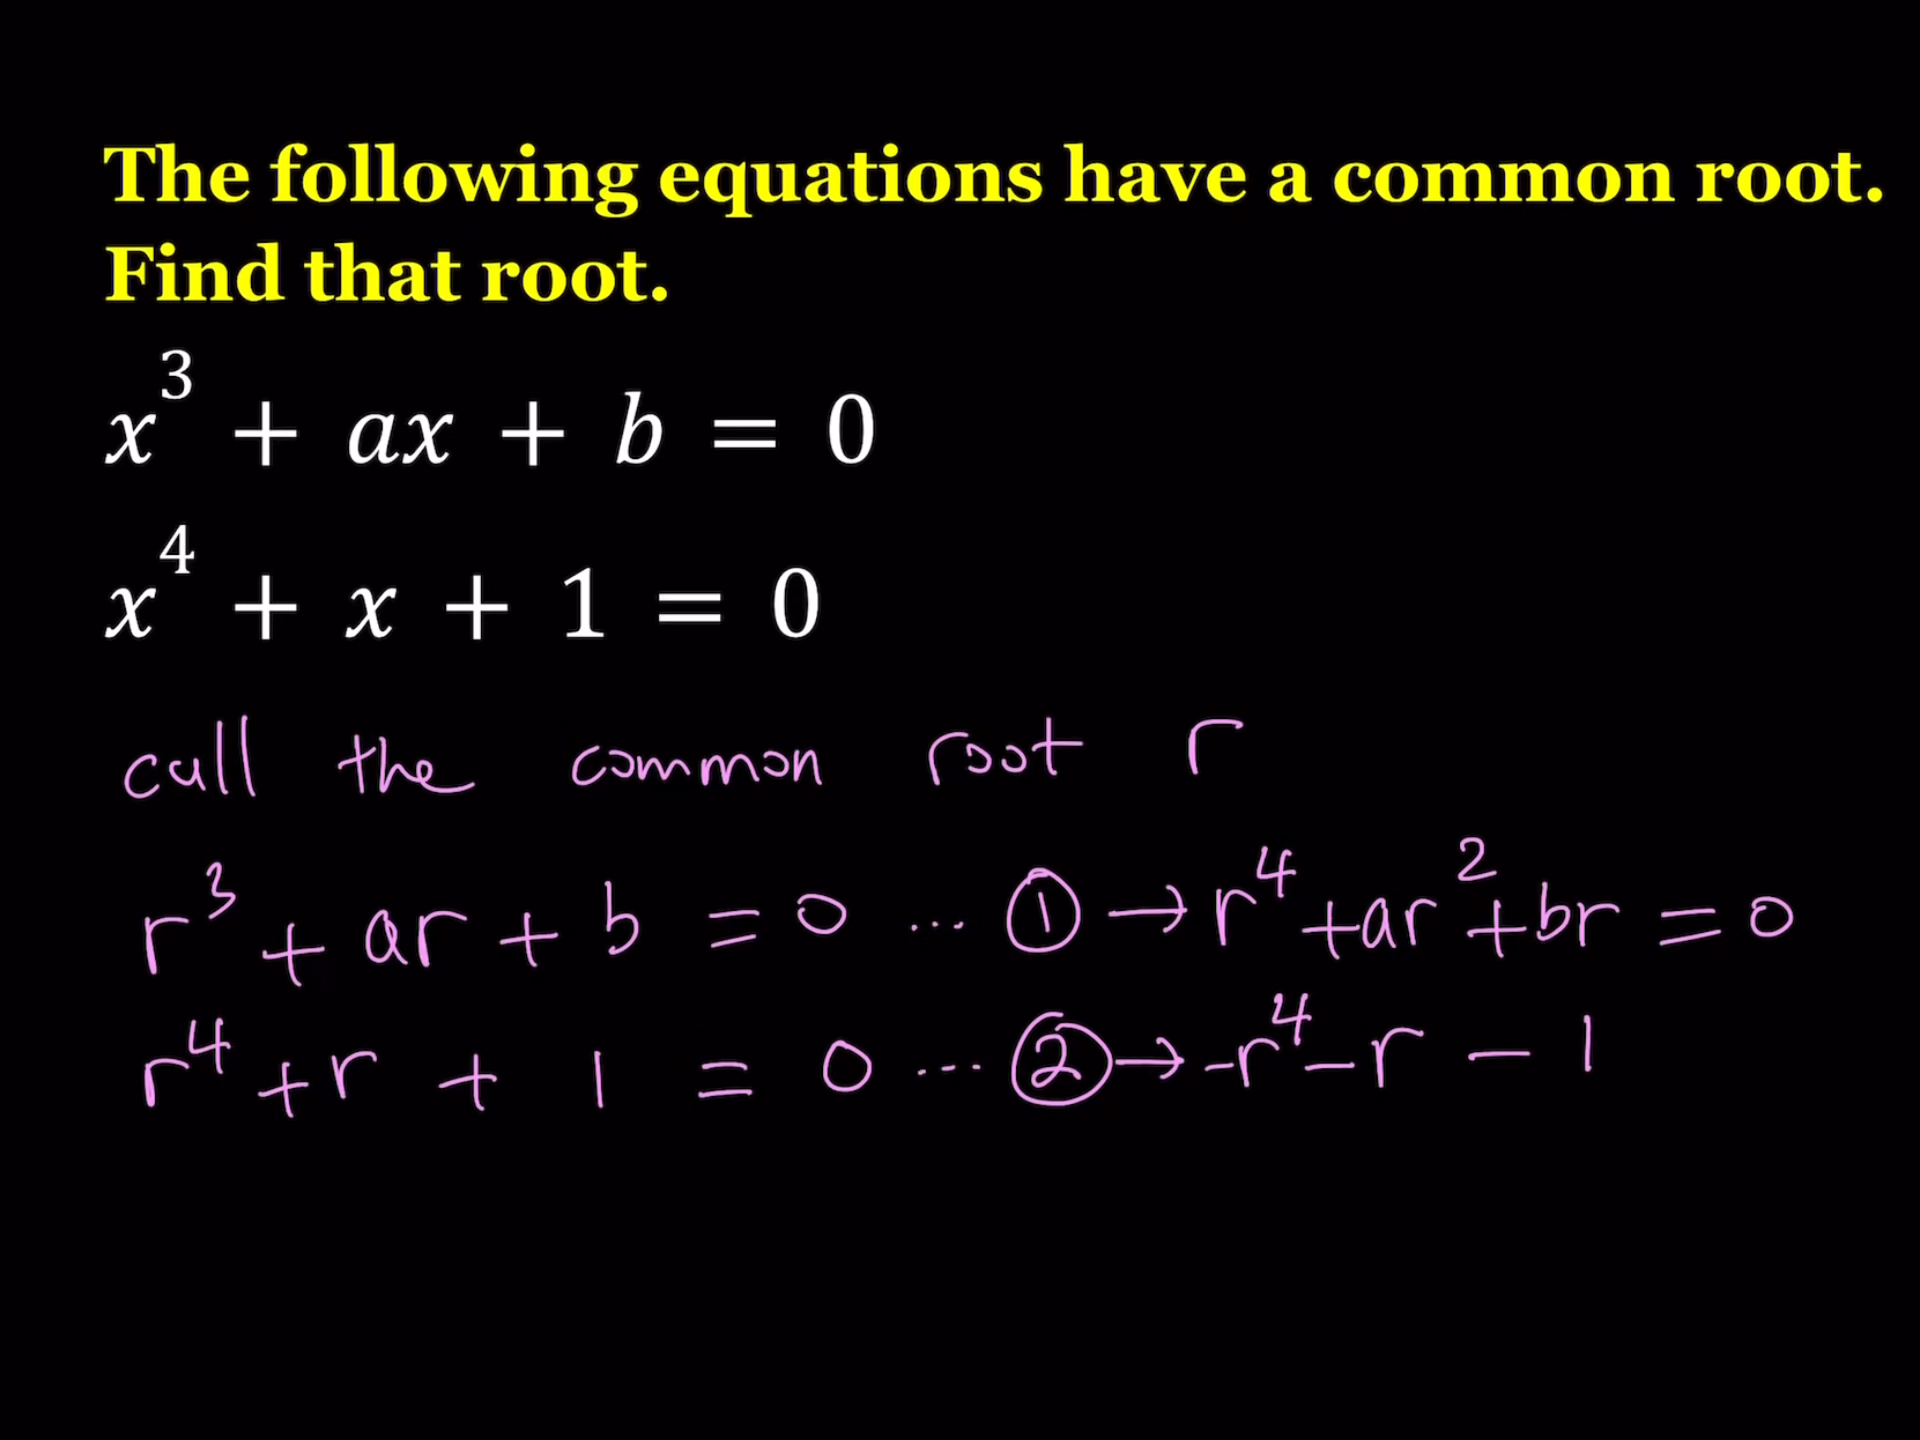 The following equations have a common root.
Find that root.
x³ + ax + b = 0
x⁴ + x + 1 = 0
call the common root r
r³ + ar + b = 0 ... ① → r⁴ + ar² + br = 0
r⁴ + r + 1 = 0 ... ② → -r⁴ - r - 1